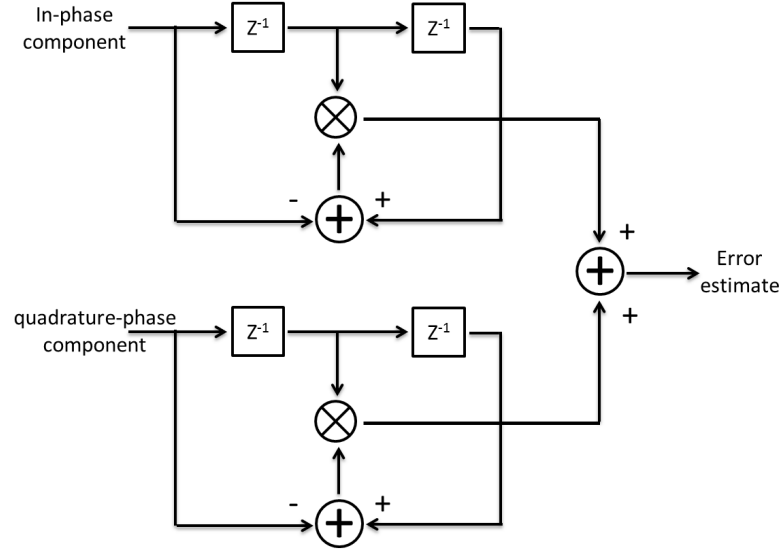 In-phase
component
Z-1
Z-1
- +
+
Error
estimate
+
quadrature-phase
component
Z-1
Z-1
- +